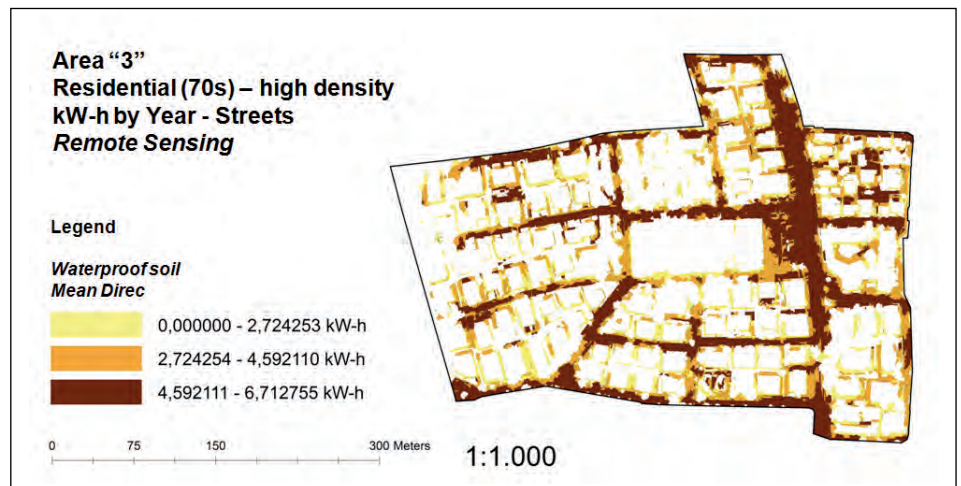 Area “3”
Residential (70s) – high density
kW-h by Year - Streets
Remote Sensing
Legend
Waterproof soil
Mean Direc
0,000000 - 2,724253 kW-h
2,724254 - 4,592110 kW-h
4,592111 - 6,712755 kW-h
0 75 150 300 Meters
1:1.000